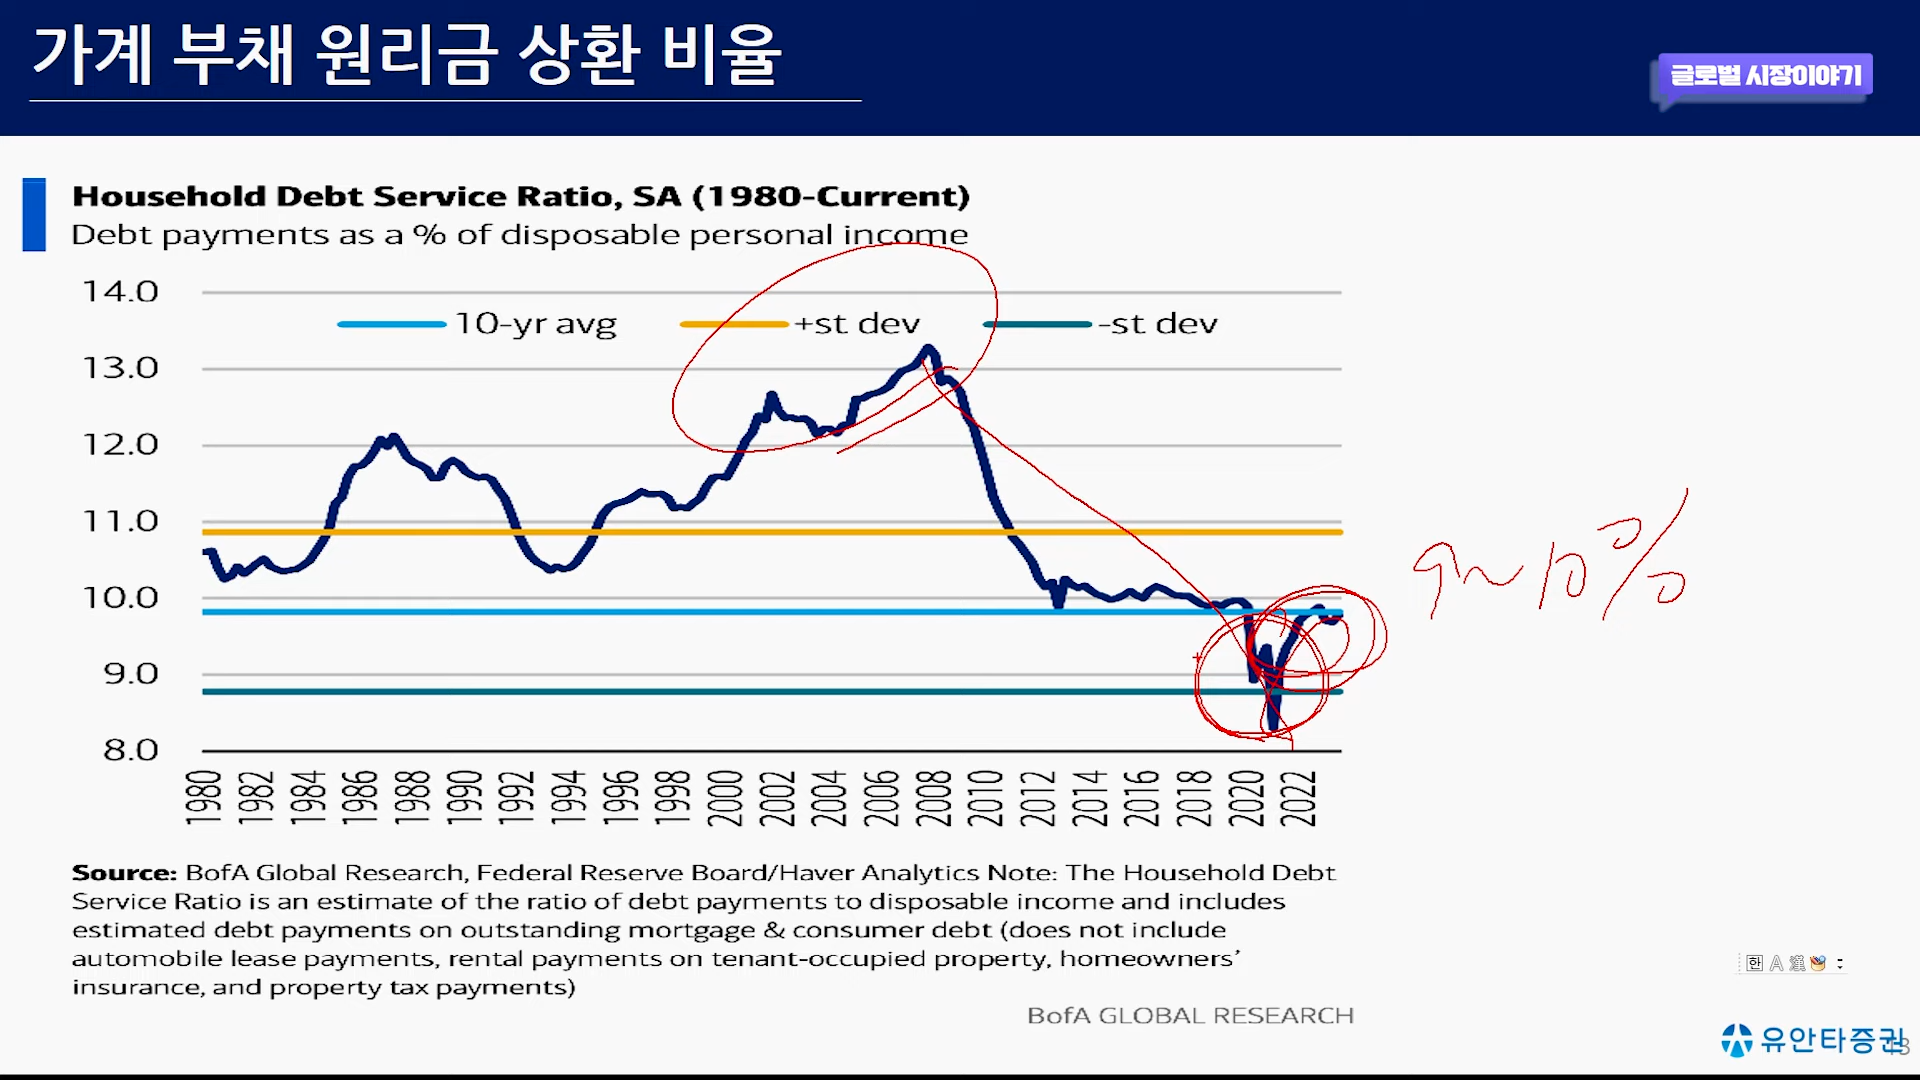 가계 부채 원리금 상환 비율
글로벌 시장이야기
Household Debt Service Ratio, SA (1980-Current)
Debt payments as a % of disposable personal income
14.0
10-yr avg +st dev -st dev
13.0
12.0
11.0
9~10%
10.0
9.0
8.0
1980 1982 1984 1986 1988 1990 1992 1994 1996 1998 2000 2002 2004 2006 2008 2010 2012 2014 2016 2018 2020 2022
Source: BofA Global Research, Federal Reserve Board/Haver Analytics Note: The Household Debt
Service Ratio is an estimate of the ratio of debt payments to disposable income and includes
estimated debt payments on outstanding mortgage & consumer debt (does not include
automobile lease payments, rental payments on tenant-occupied property, homeowners'
insurance, and property tax payments)
한 A 漢
BofA GLOBAL RESEARCH
유안타증권
13